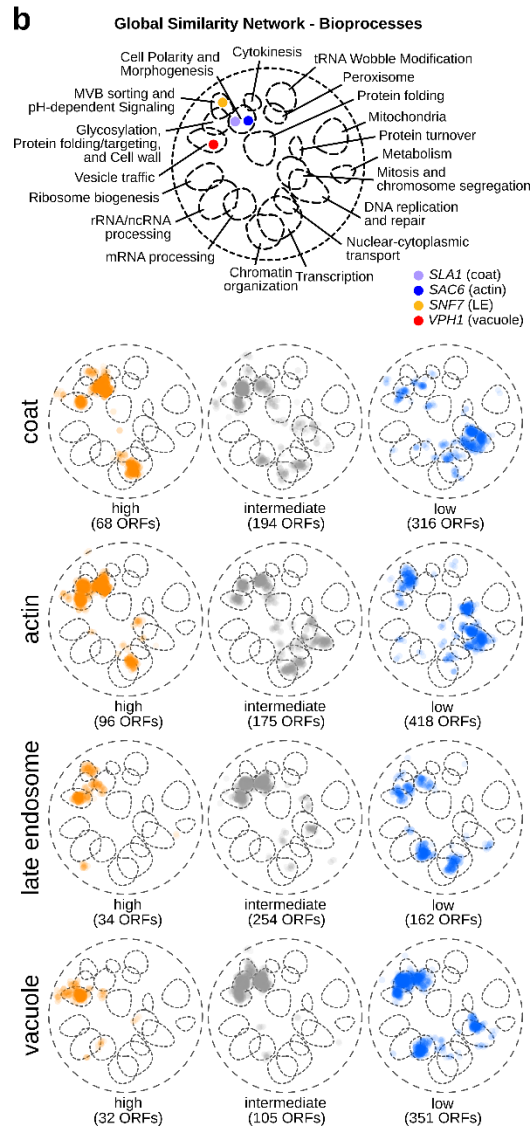 b
Global Similarity Network - Bioprocesses
Cell Polarity and
Morphogenesis
Cytokinesis
tRNA Wobble Modification
Peroxisome
Protein folding
MVB sorting and
pH-dependent Signaling
Mitochondria
Glycosylation,
Protein folding/targeting,
and Cell wall
Protein turnover
Metabolism
Vesicle traffic
Mitosis and
chromosome segregation
Ribosome biogenesis
DNA replication
and repair
rRNA/ncRNA
processing
Nuclear-cytoplasmic
transport
mRNA processing
Chromatin
organization
Transcription
SLA1 (coat)
SAC6 (actin)
SNF7 (LE)
VPH1 (vacuole)
coat
high
(68 ORFs)
intermediate
(194 ORFs)
low
(316 ORFs)
actin
high
(96 ORFs)
intermediate
(175 ORFs)
low
(418 ORFs)
late endosome
high
(34 ORFs)
intermediate
(254 ORFs)
low
(162 ORFs)
vacuole
high
(32 ORFs)
intermediate
(105 ORFs)
low
(351 ORFs)